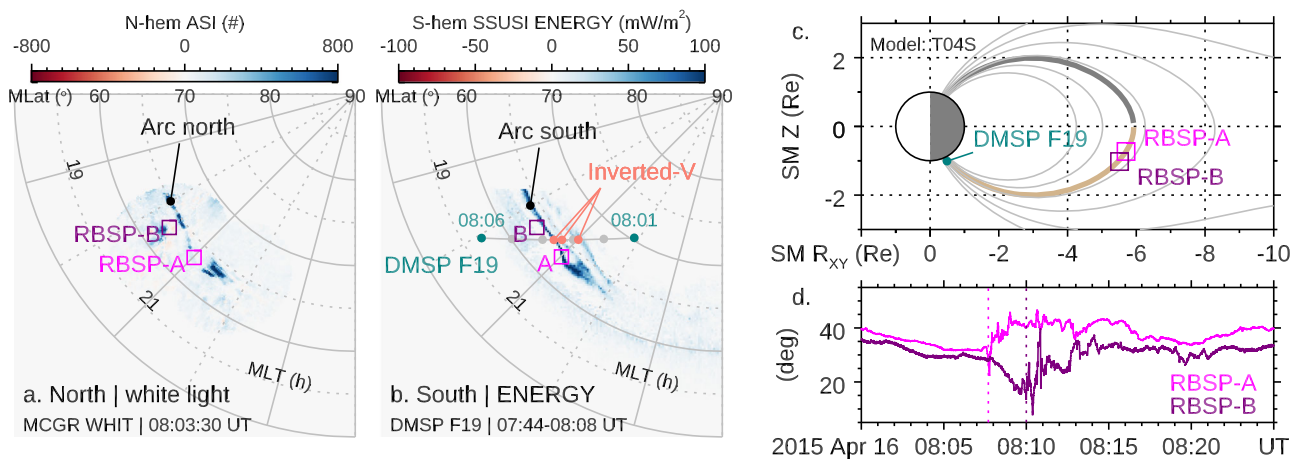 N-hem ASI (#)
-800 0 800
MLat (°) 60 70 80 90
Arc north
19
RBSP-B
RBSP-A
21
MLT (h)
a. North | white light
MCGR WHIT | 08:03:30 UT
S-hem SSUSI ENERGY (mW/m²)
-100 -50 0 50 100
MLat (°) 60 70 80 90
Arc south
Inverted-V
19
08:06 08:01
B
DMSP F19 A
21
MLT (h)
b. South | ENERGY
DMSP F19 | 07:44-08:08 UT
c.
Model: T04S
SM Z (Re)
2
0
-2
DMSP F19
RBSP-A
RBSP-B
SM RXY (Re) 0 -2 -4 -6 -8 -10
d.
(deg)
40
20
RBSP-A
RBSP-B
2015 Apr 16 08:05 08:10 08:15 08:20 UT